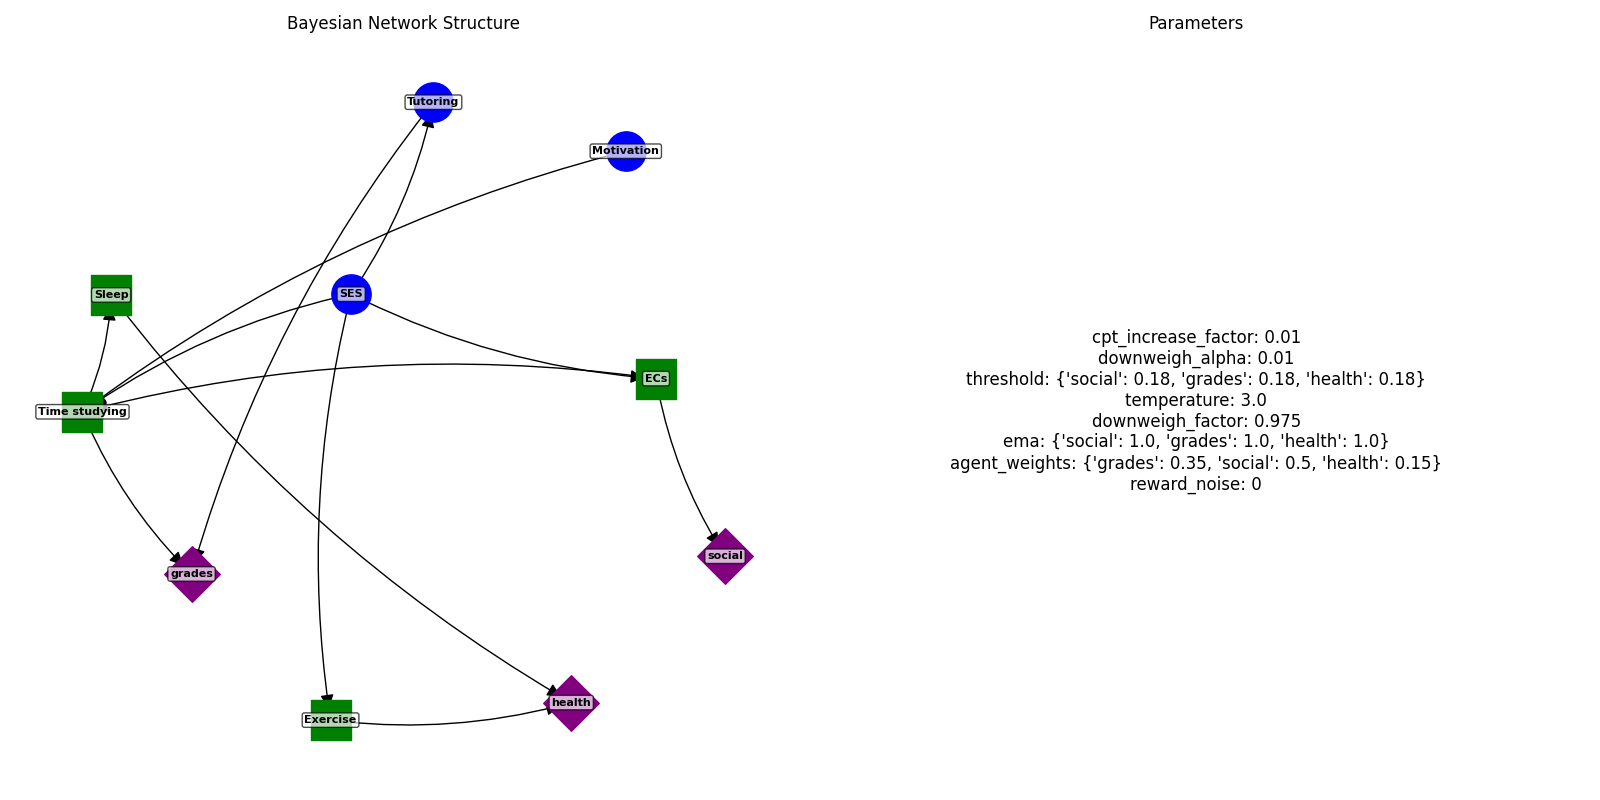 Bayesian Network Structure
Parameters
Tutoring
Motivation
Sleep
SES
ECs
Time studying
grades
social
health
Exercise
cpt_increase_factor: 0.01
downweigh_alpha: 0.01
threshold: {'social': 0.18, 'grades': 0.18, 'health': 0.18}
temperature: 3.0
downweigh_factor: 0.975
ema: {'social': 1.0, 'grades': 1.0, 'health': 1.0}
agent_weights: {'grades': 0.35, 'social': 0.5, 'health': 0.15}
reward_noise: 0